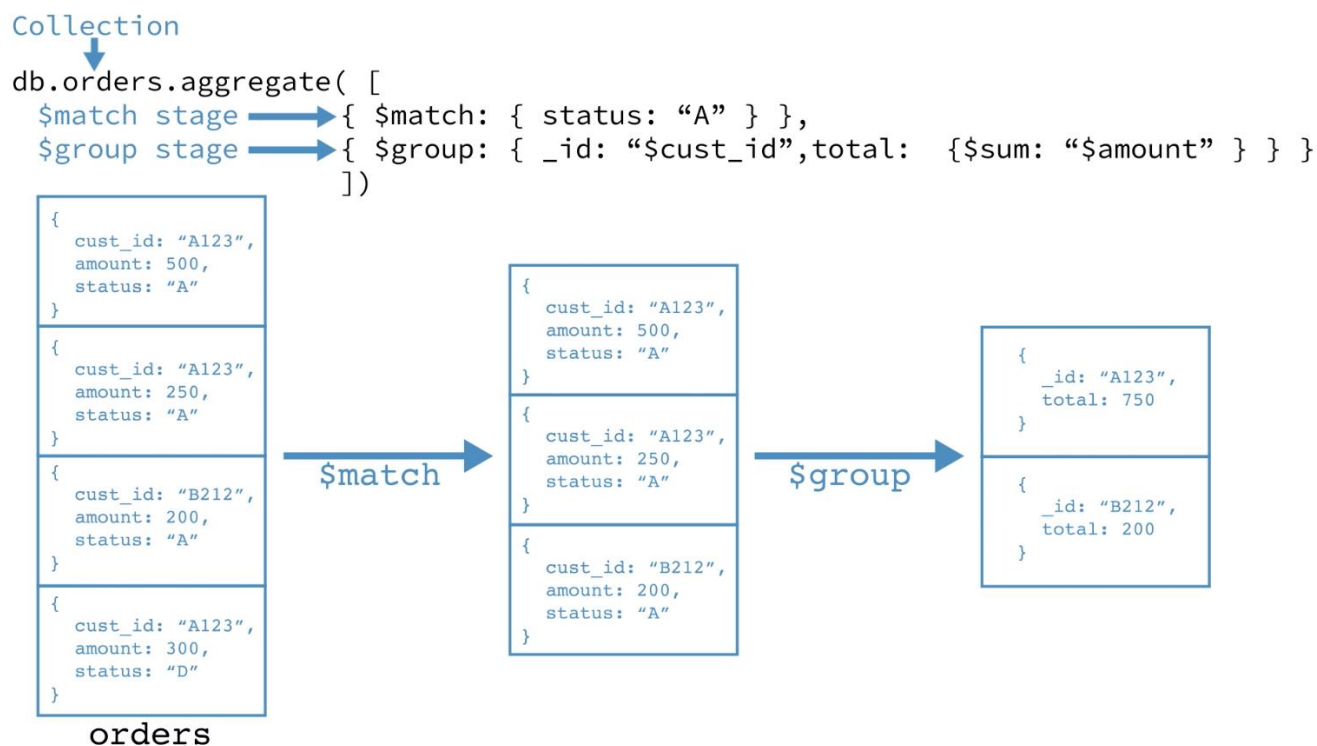 Collection
db.orders.aggregate( [
$match stage { $match: { status: “A” } },
$group stage { $group: { _id: “$cust_id”,total: {$sum: “$amount” } } }
])
{
cust_id: “A123”,
amount: 500,
status: “A”
}
{
cust_id: “A123”,
amount: 250,
status: “A”
}
{
cust_id: “B212”,
amount: 200,
status: “A”
}
{
cust_id: “A123”,
amount: 300,
status: “D”
}
orders
$match
{
cust_id: “A123”,
amount: 500,
status: “A”
}
{
cust_id: “A123”,
amount: 250,
status: “A”
}
{
cust_id: “B212”,
amount: 200,
status: “A”
}
$group
{
_id: “A123”,
total: 750
}
{
_id: “B212”,
total: 200
}